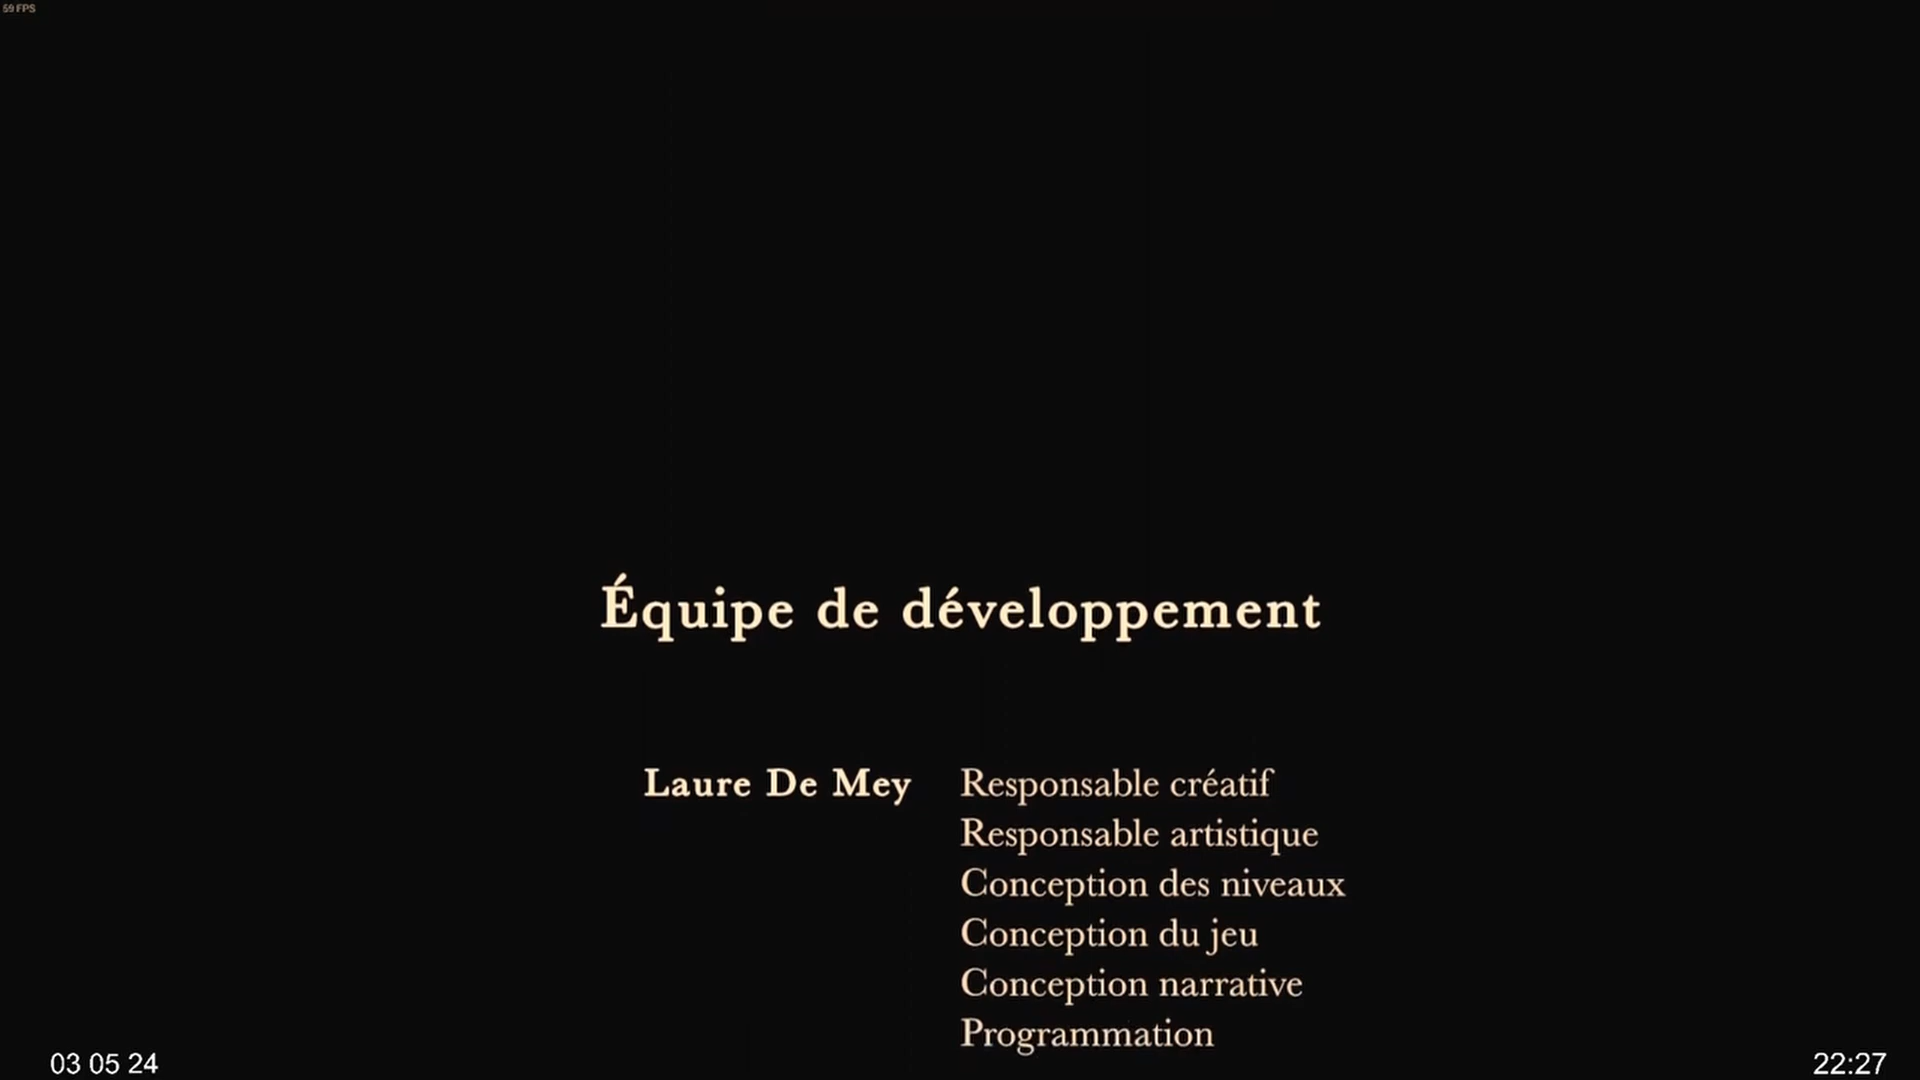 59 FPS
Équipe de développement
Laure De Mey Responsable créatif
Responsable artistique
Conception des niveaux
Conception du jeu
Conception narrative
Programmation
03 05 24 22:27